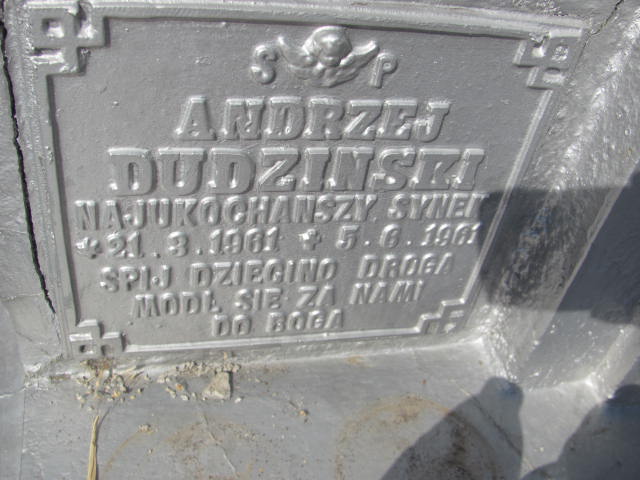 S P
ANDRZEJ
DUDZINSKI
NAJUKOCHANSZY SYNEK
* 21.3.1961 + 5.6.1961
SPIJ DZIECINO DROGA
MODL SIE ZA NAMI
DO BOGA